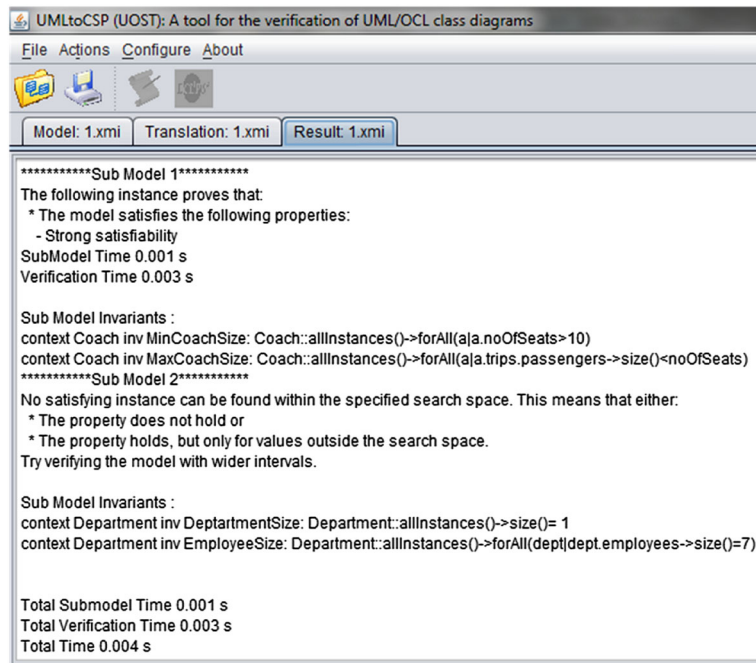 UMLtoCSP (UOST): A tool for the verification of UML/OCL class diagrams
File Actions Configure About
Model: 1.xmi Translation: 1.xmi Result: 1.xmi
***********Sub Model 1***********
The following instance proves that:
* The model satisfies the following properties:
- Strong satisfiability
SubModel Time 0.001 s
Verification Time 0.003 s
Sub Model Invariants :
context Coach inv MinCoachSize: Coach::allInstances()->forAll(a|a.noOfSeats>10)
context Coach inv MaxCoachSize: Coach::allInstances()->forAll(a|a.trips.passengers->size()<noOfSeats)
***********Sub Model 2***********
No satisfying instance can be found within the specified search space. This means that either:
* The property does not hold or
* The property holds, but only for values outside the search space.
Try verifying the model with wider intervals.
Sub Model Invariants :
context Department inv DeptartmentSize: Department::allInstances()->size()= 1
context Department inv EmployeeSize: Department::allInstances()->forAll(dept|dept.employees->size()=7)
Total Submodel Time 0.001 s
Total Verification Time 0.003 s
Total Time 0.004 s